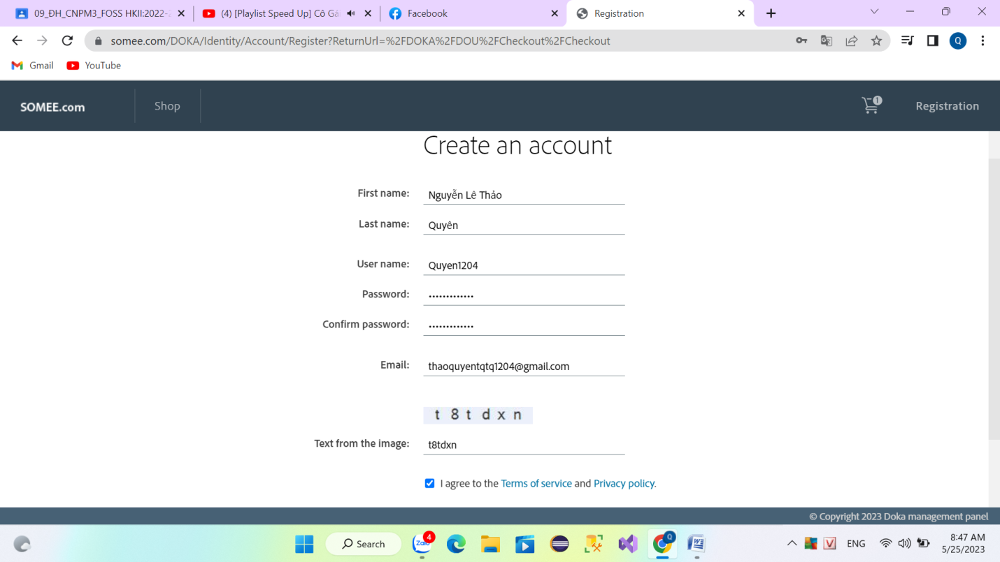 09_ĐH_CNPM3_FOSS HKII:2022-2
(4) [Playlist Speed Up] Cô Gá
Facebook
Registration
somee.com/DOKA/Identity/Account/Register?ReturnUrl=%2FDOKA%2FDOU%2FCheckout%2FCheckout
Q
Gmail
YouTube
SOMEE.com
Shop
1
Registration
Create an account
First name: Nguyễn Lê Thảo
Last name: Quyên
User name: Quyen1204
Password: •••••••••••••
Confirm password: •••••••••••••
Email: thaoquyentqtq1204@gmail.com
t 8 t d x n
Text from the image: t8tdxn
I agree to the Terms of service and Privacy policy.
© Copyright 2023 Doka management panel
Search
Zalo
4
Q
W
V
ENG
8:47 AM
5/25/2023